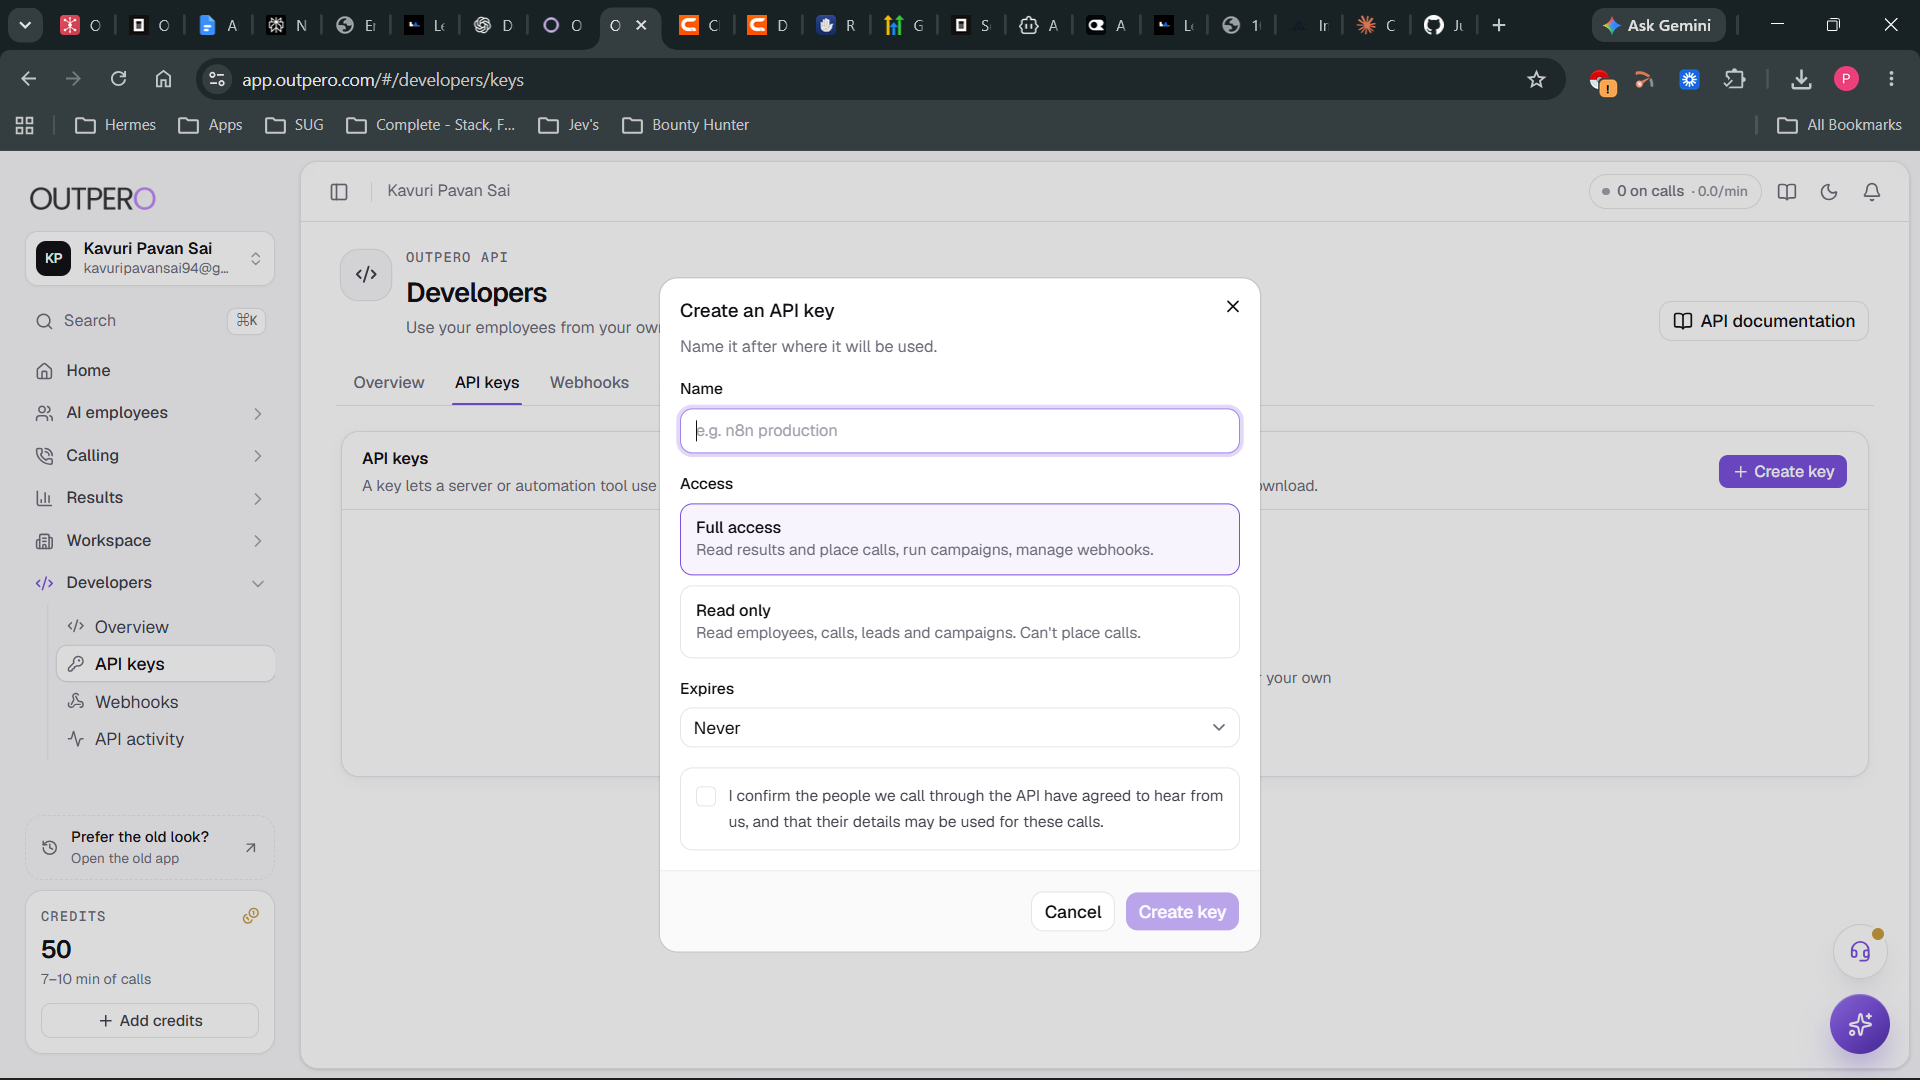 O
O
A
N
Er
Le
D
O
O
C
D
R
G
S
A
A
Le
1
Ir
C
Ju
Ask Gemini
app.outpero.com/#/developers/keys
P
Hermes
Apps
SUG
Complete - Stack, F...
Jev's
Bounty Hunter
All Bookmarks
OUTPERO
KP
Kavuri Pavan Sai
kavuripavansai94@g...
Search
⌘K
Home
AI employees
Calling
Results
Workspace
Developers
Overview
API keys
Webhooks
API activity
Prefer the old look?
Open the old app
CREDITS
50
7–10 min of calls
+ Add credits
Kavuri Pavan Sai
0 on calls · 0.0/min
OUTPERO API
Developers
Use your employees from your own
API documentation
Overview
API keys
Webhooks
API keys
A key lets a server or automation tool use
wnload.
+ Create key
your own
Create an API key
Name it after where it will be used.
Name
e.g. n8n production
Access
Full access
Read results and place calls, run campaigns, manage webhooks.
Read only
Read employees, calls, leads and campaigns. Can't place calls.
Expires
Never
I confirm the people we call through the API have agreed to hear from
us, and that their details may be used for these calls.
Cancel
Create key